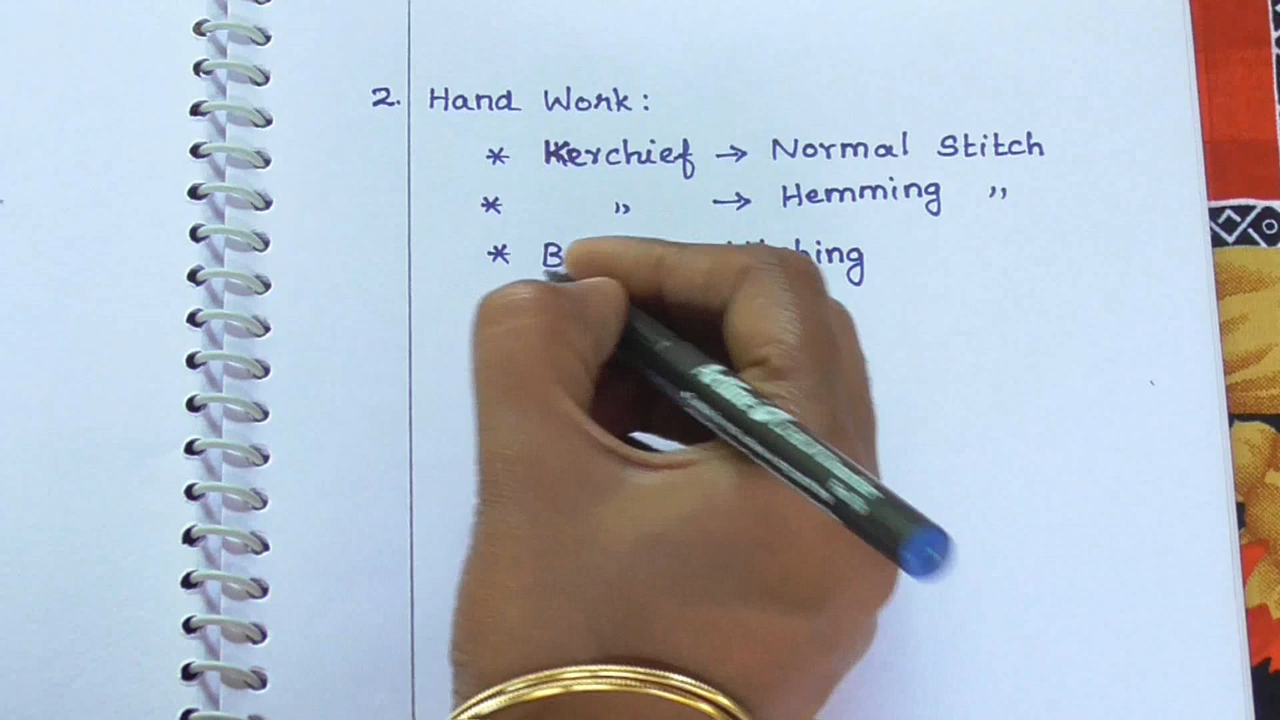 2. Hand Work:
* Kerchief → Normal Stitch
* ,, → Hemming ,,
*